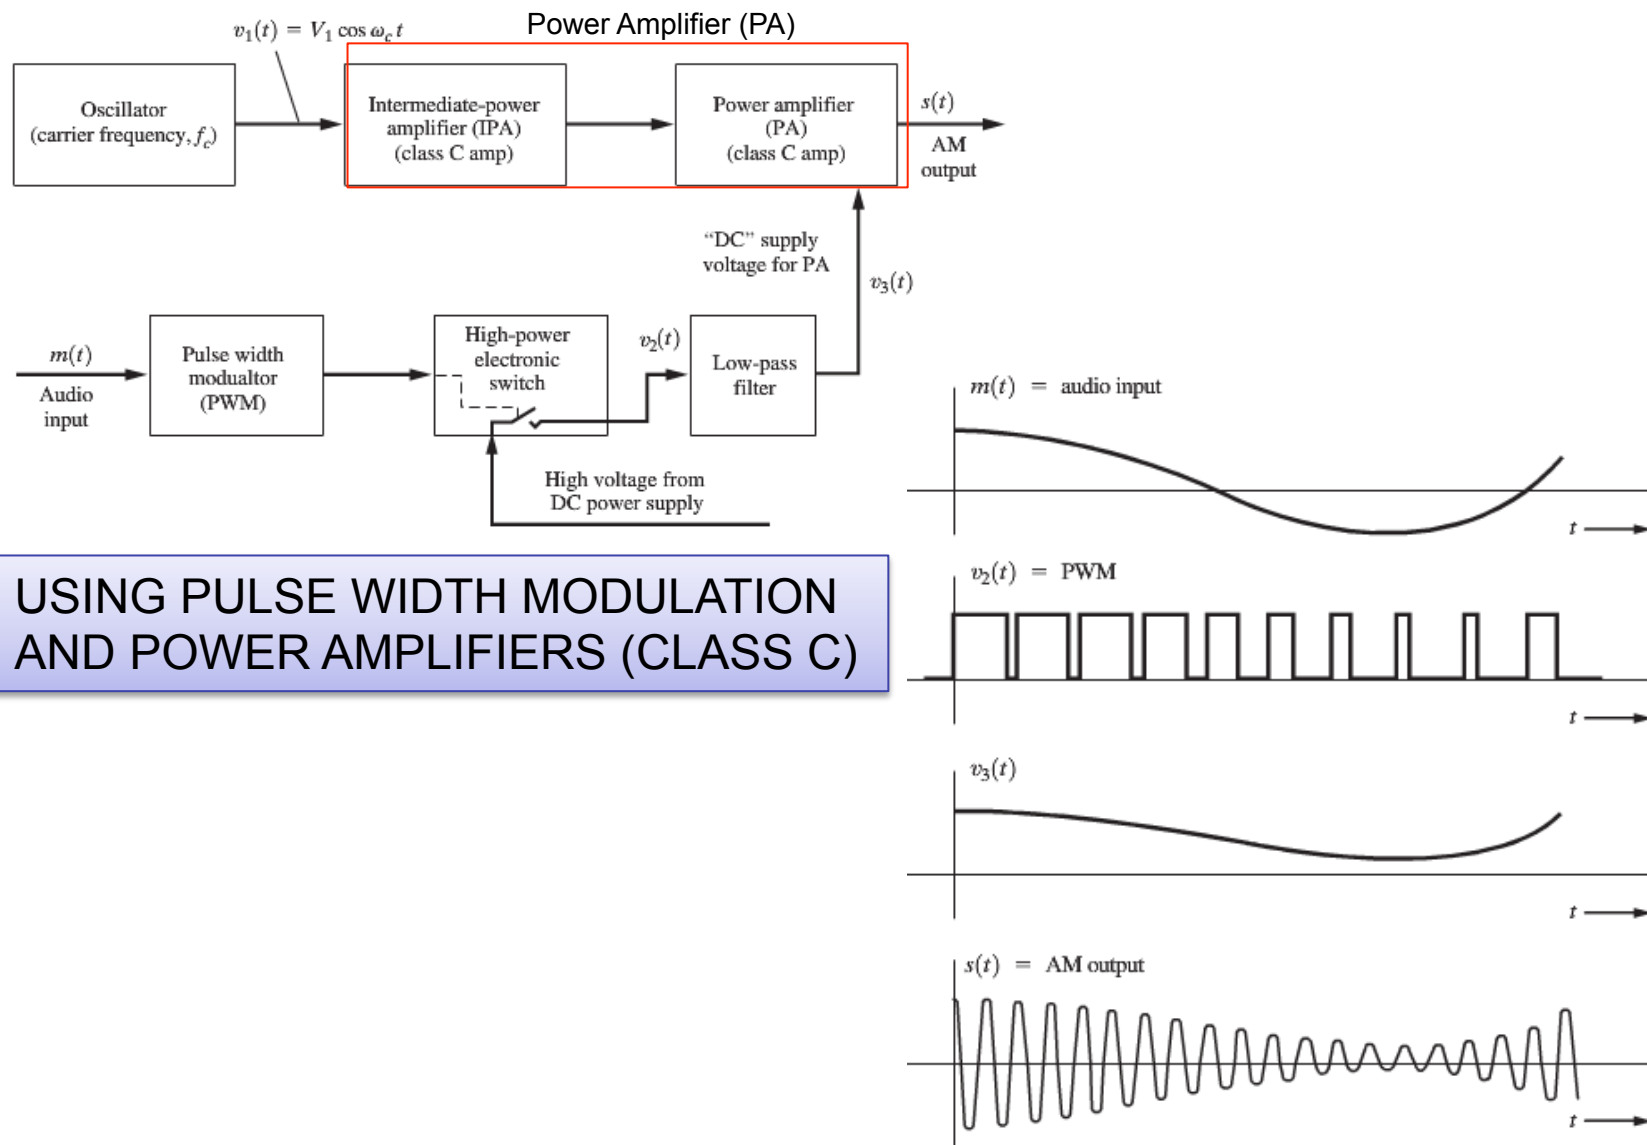 Power Amplifier (PA)
v₁(t) = V₁ cos ω_c t
Oscillator
(carrier frequency, f_c)
Intermediate-power
amplifier (IPA)
(class C amp)
Power amplifier
(PA)
(class C amp)
s(t)
AM
output
"DC" supply
voltage for PA
v₃(t)
m(t)
Audio
input
Pulse width
modualtor
(PWM)
High-power
electronic
switch
v₂(t)
Low-pass
filter
High voltage from
DC power supply
USING PULSE WIDTH MODULATION
AND POWER AMPLIFIERS (CLASS C)
m(t) = audio input
t
v₂(t) = PWM
t
v₃(t)
t
s(t) = AM output
t